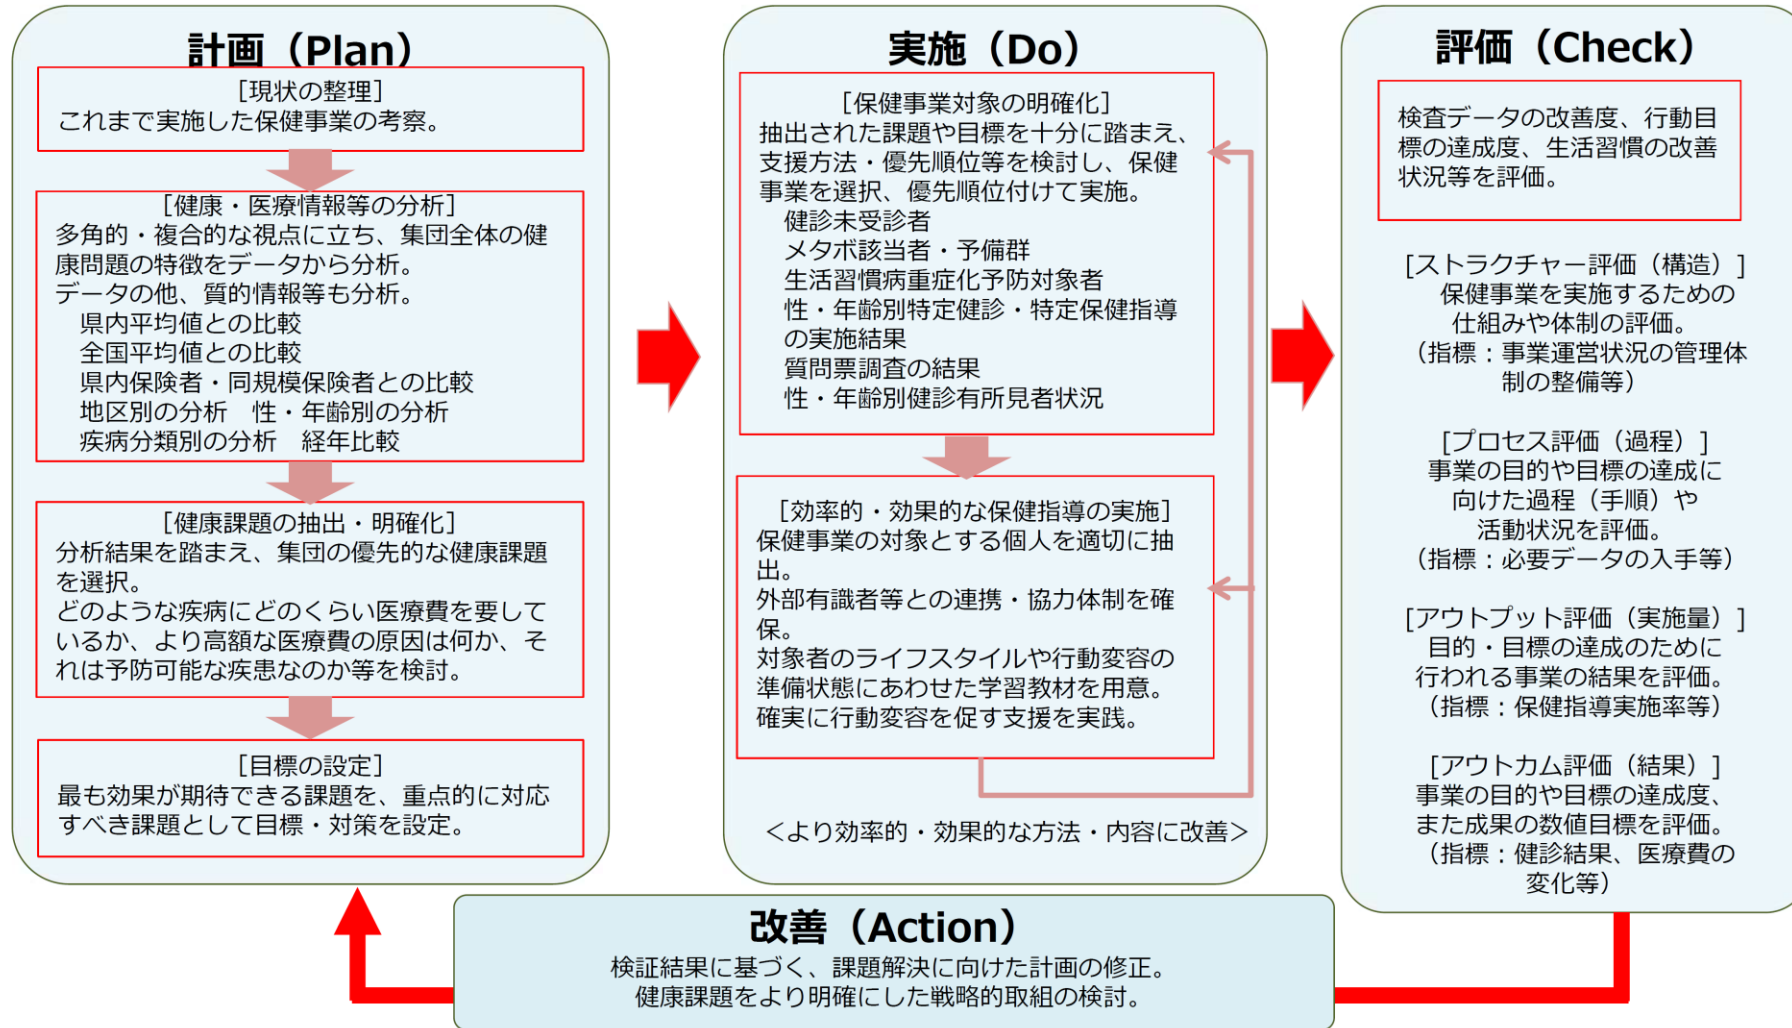 計画（Plan）
[現状の整理]
これまで実施した保健事業の考察。
[健康・医療情報等の分析]
多角的・複合的な視点に立ち、集団全体の健
康問題の特徴をデータから分析。
データの他、質的情報等も分析。
県内平均値との比較
全国平均値との比較
県内保険者・同規模保険者との比較
地区別の分析　性・年齢別の分析
疾病分類別の分析　経年比較
[健康課題の抽出・明確化]
分析結果を踏まえ、集団の優先的な健康課題
を選択。
どのような疾病にどのくらい医療費を要して
いるか、より高額な医療費の原因は何か、そ
れは予防可能な疾患なのか等を検討。
[目標の設定]
最も効果が期待できる課題を、重点的に対応
すべき課題として目標・対策を設定。
実施（Do）
[保健事業対象の明確化]
抽出された課題や目標を十分に踏まえ、
支援方法・優先順位等を検討し、保健
事業を選択、優先順位付けて実施。
健診未受診者
メタボ該当者・予備群
生活習慣病重症化予防対象者
性・年齢別特定健診・特定保健指導
の実施結果
質問票調査の結果
性・年齢別健診有所見者状況
[効率的・効果的な保健指導の実施]
保健事業の対象とする個人を適切に抽
出。
外部有識者等との連携・協力体制を確
保。
対象者のライフスタイルや行動変容の
準備状態にあわせた学習教材を用意。
確実に行動変容を促す支援を実践。
＜より効率的・効果的な方法・内容に改善＞
評価（Check）
検査データの改善度、行動目
標の達成度、生活習慣の改善
状況等を評価。
[ストラクチャー評価（構造）]
保健事業を実施するための
仕組みや体制の評価。
（指標：事業運営状況の管理体
制の整備等）
[プロセス評価（過程）]
事業の目的や目標の達成に
向けた過程（手順）や
活動状況を評価。
（指標：必要データの入手等）
[アウトプット評価（実施量）]
目的・目標の達成のために
行われる事業の結果を評価。
（指標：保健指導実施率等）
[アウトカム評価（結果）]
事業の目的や目標の達成度、
また成果の数値目標を評価。
（指標：健診結果、医療費の
変化等）
改善（Action）
検証結果に基づく、課題解決に向けた計画の修正。
健康課題をより明確にした戦略的取組の検討。